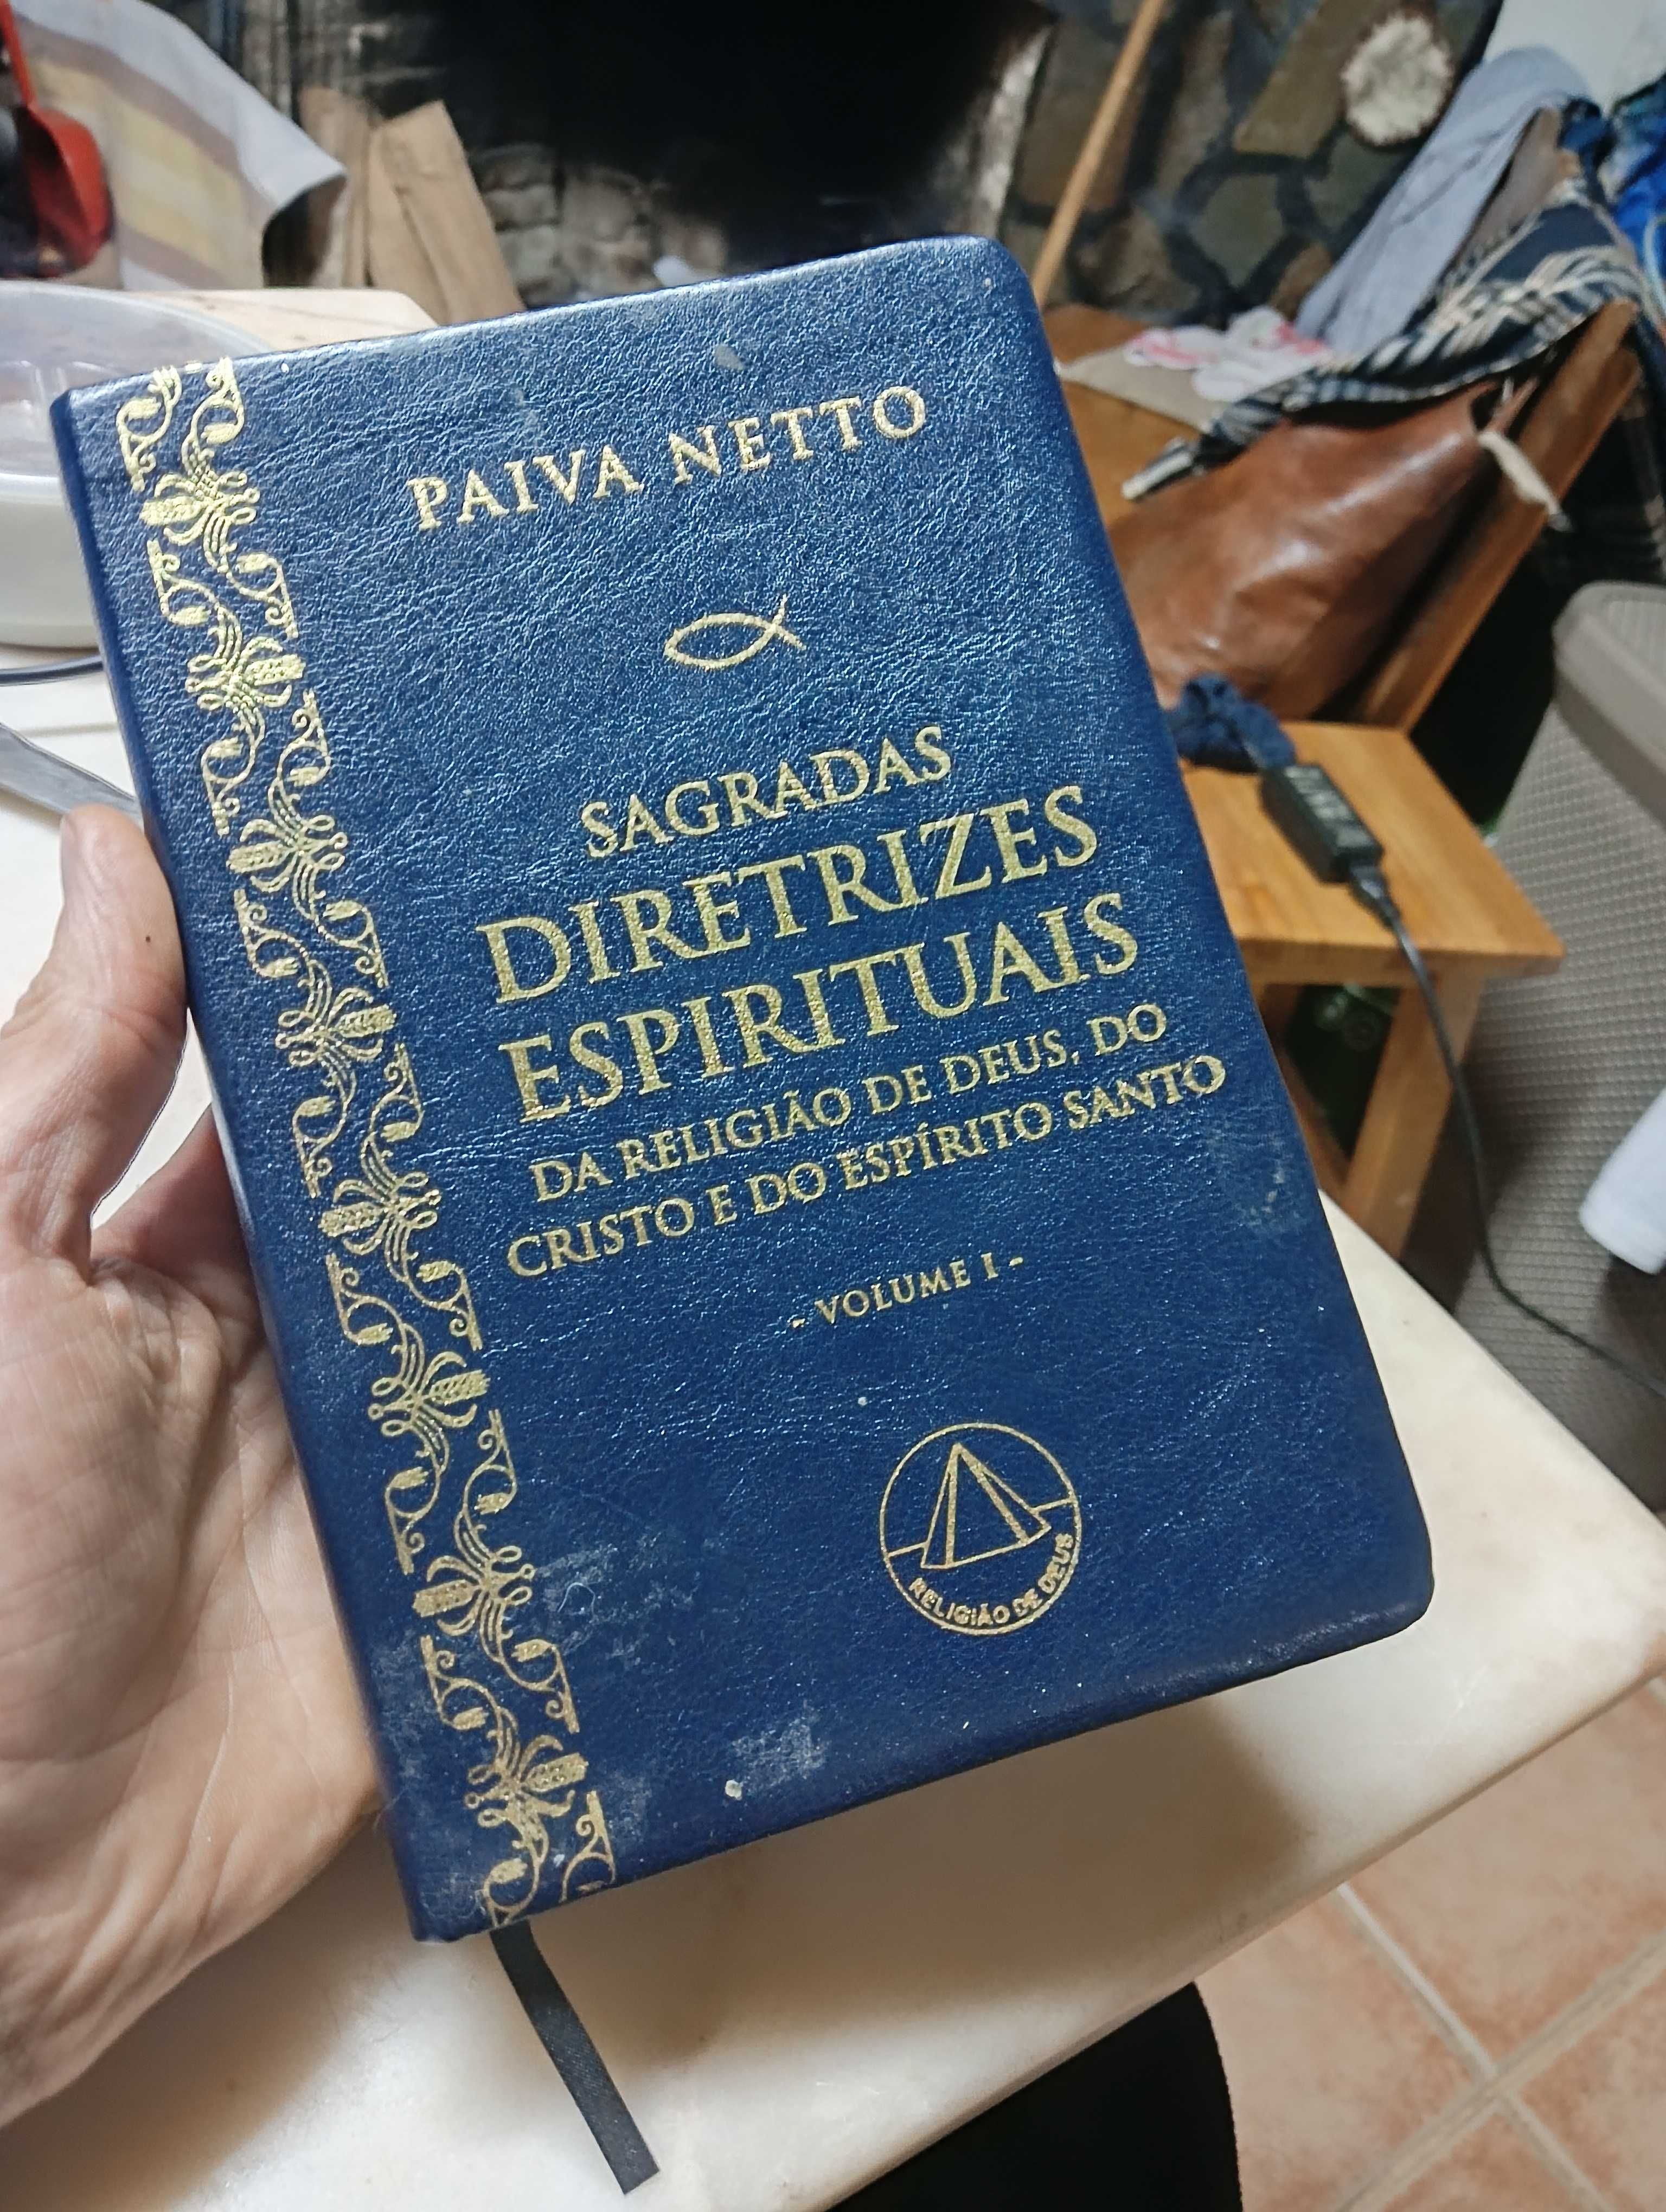 PAIVA NETTO
SAGRADAS
DIRETRIZES
ESPIRITUAIS
DA RELIGIÃO DE DEUS, DO
CRISTO E DO ESPÍRITO SANTO
- VOLUME I -
RELIGIÃO DE DEUS